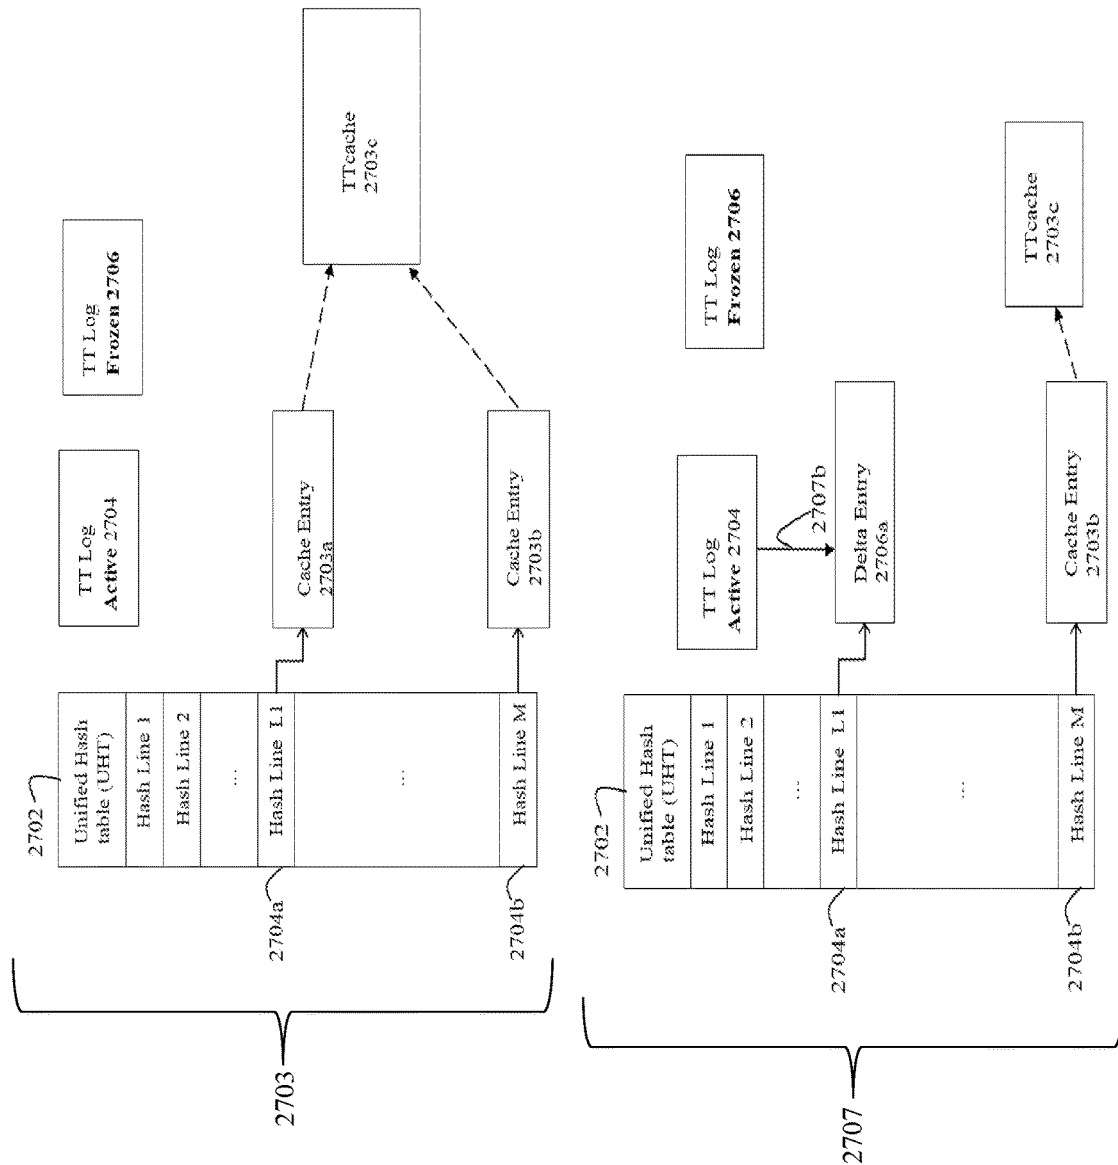 2703
2702
Unified Hash
table (UHT)
Hash Line 1
Hash Line 2
...
Hash Line L1
...
Hash Line M
2704a
2704b
TT Log
Active 2704
TT Log
Frozen 2706
Cache Entry
2703a
Cache Entry
2703b
TTcache
2703c
2707
2702
Unified Hash
table (UHT)
Hash Line 1
Hash Line 2
...
Hash Line L1
...
Hash Line M
2704a
2704b
TT Log
Active 2704
TT Log
Frozen 2706
2707b
Delta Entry
2706a
Cache Entry
2703b
TTcache
2703c